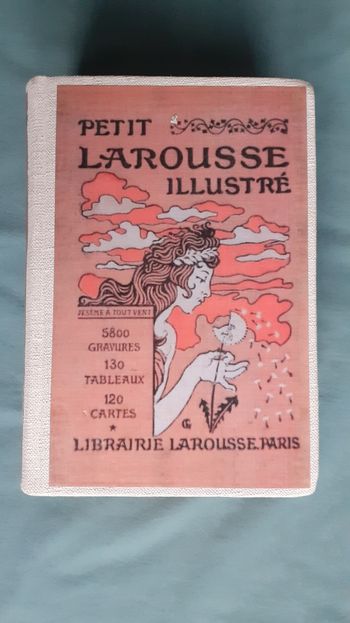 PETIT
LAROUSSE
ILLUSTRÉ
JE SÈME À TOUT VENT
5800
GRAVURES
130
TABLEAUX
120
CARTES
LIBRAIRIE LAROUSSE.PARIS